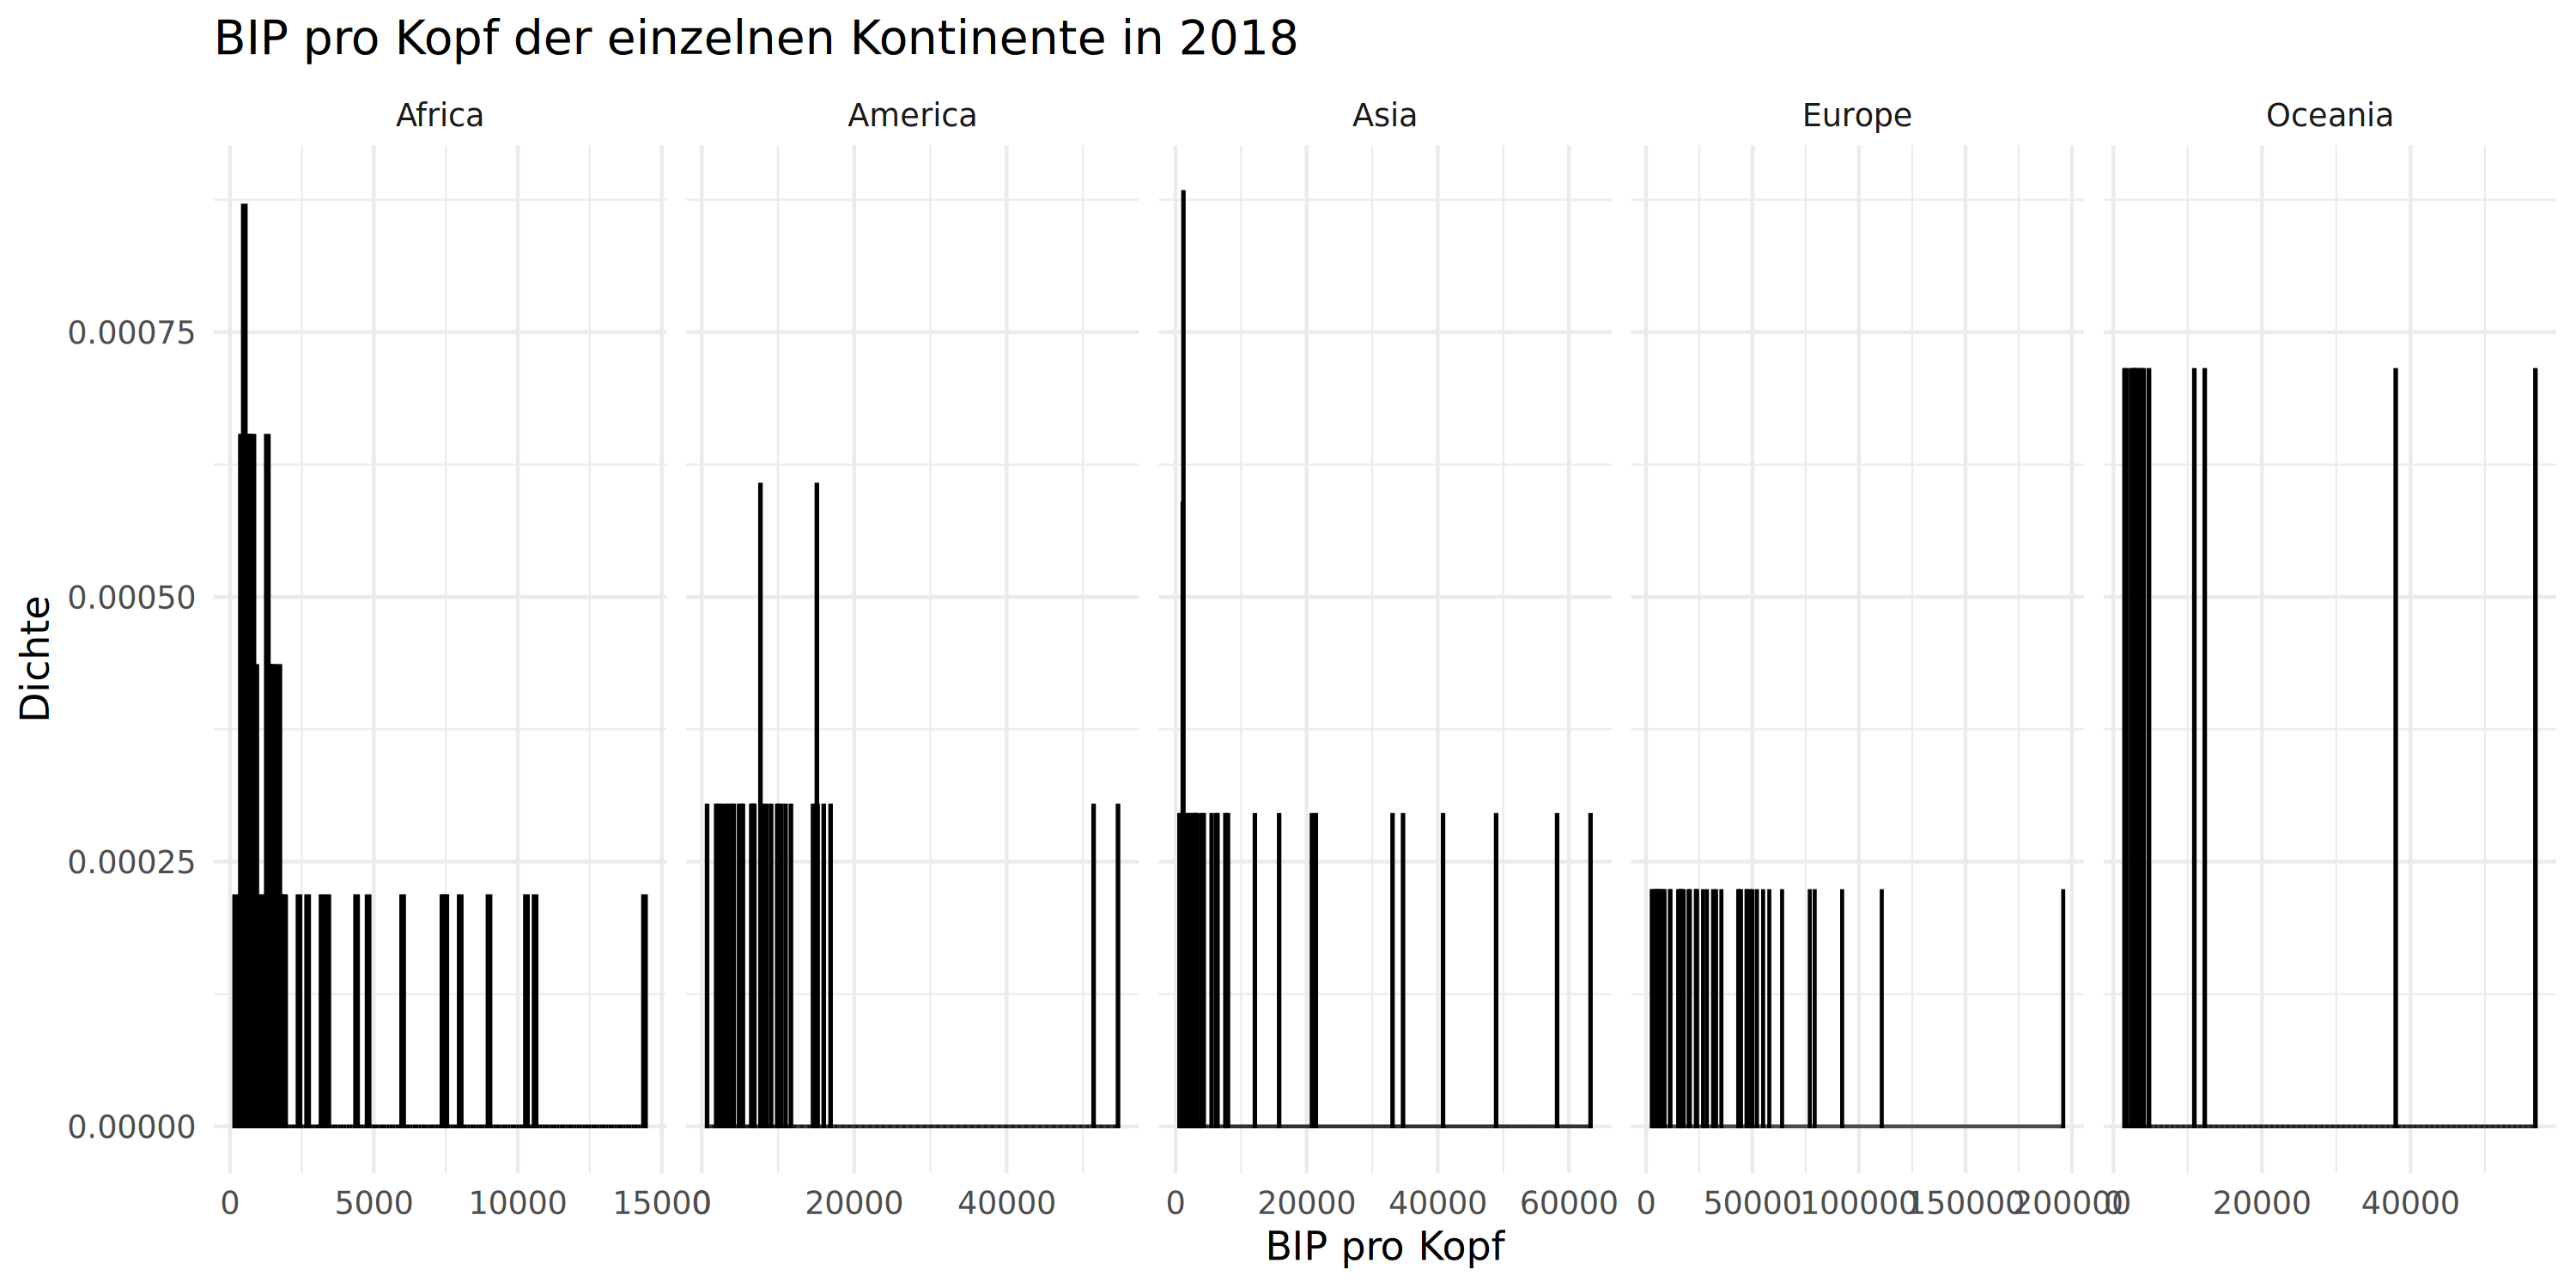 BIP pro Kopf der einzelnen Kontinente in 2018
Africa America Asia Europe Oceania
Dichte
0.00075
0.00050
0.00025
0.00000
0 5000 10000 15000 0 20000 40000 0 20000 40000 60000 0 50000 100000 150000 200000 0 20000 40000
BIP pro Kopf